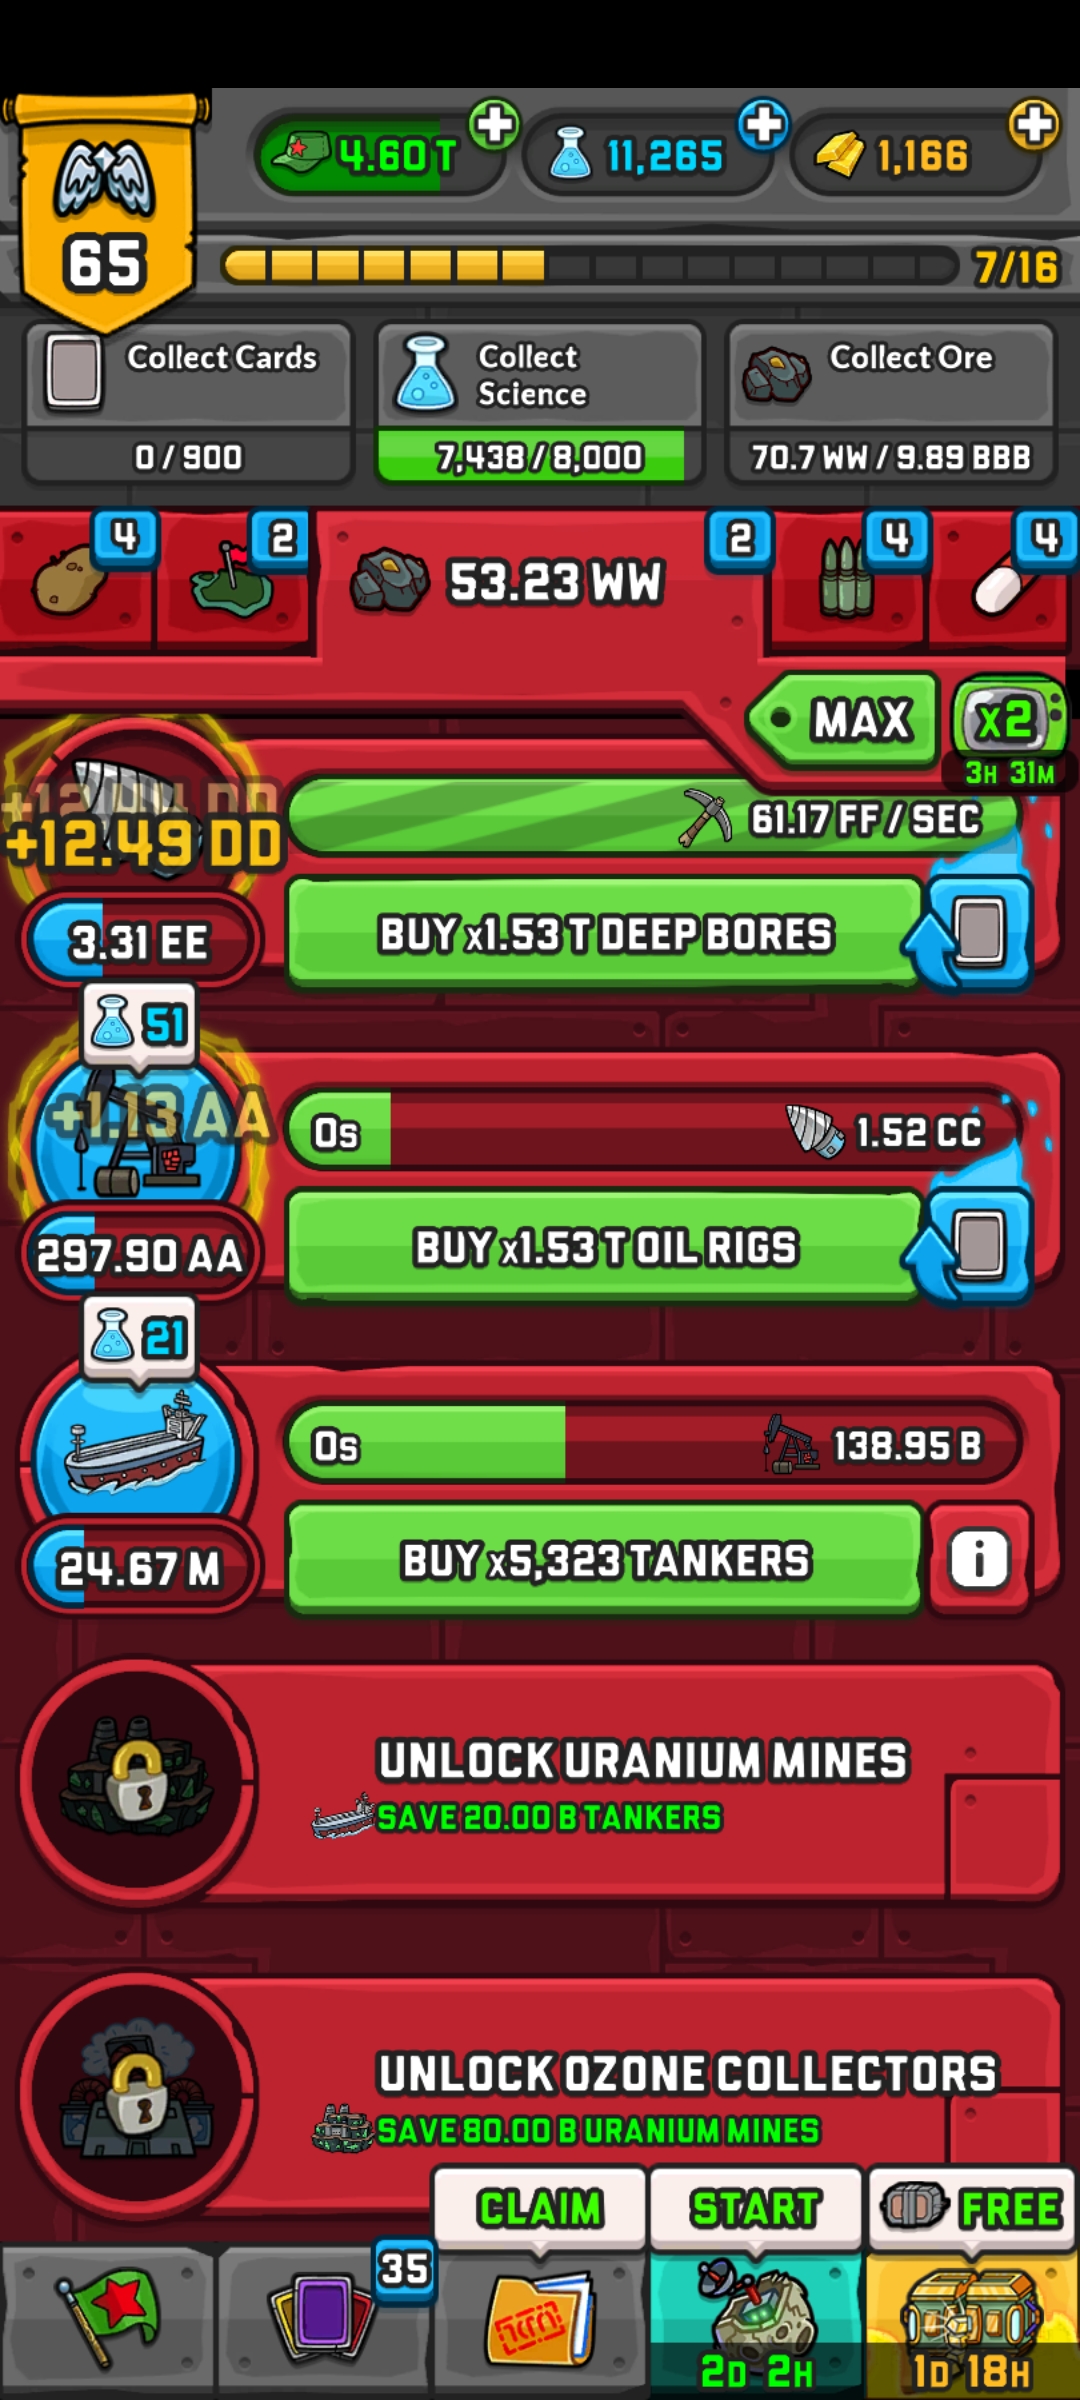 4.60 T
11,265
1,166
65
7/16
Collect Cards
0 / 900
Collect
Science
7,438 / 8,000
Collect Ore
70.7 WW / 9.89 BBB
4
2
53.23 WW
2
4
4
MAX
x2
3H 31M
+12.49 DD
61.17 FF / SEC
3.31 EE
BUY x1.53 T DEEP BORES
51
+1.13 AA
0s
1.52 CC
297.90 AA
BUY x1.53 T OIL RIGS
21
0s
138.95 B
24.67 M
BUY x5,323 TANKERS
i
UNLOCK URANIUM MINES
SAVE 20.00 B TANKERS
UNLOCK OZONE COLLECTORS
SAVE 80.00 B URANIUM MINES
CLAIM
START
FREE
35
2D 2H
1D 18H